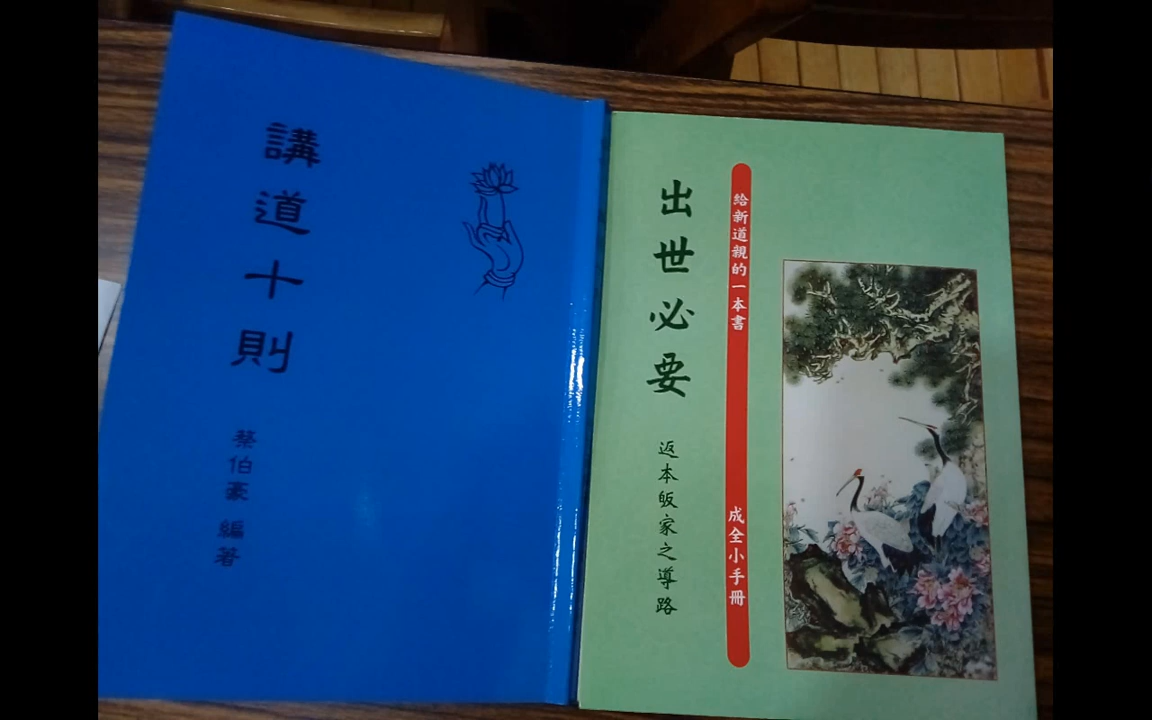 講道十則
蔡伯豪 編著
給新道親的一本書
成全小手冊
出世必要
返本皈家之導路